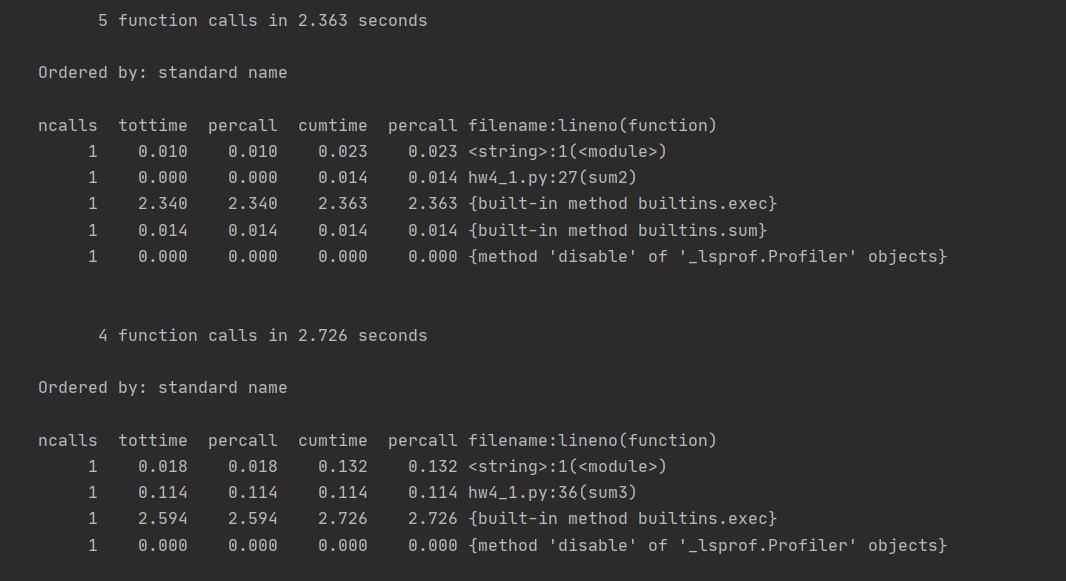 5 function calls in 2.363 seconds
Ordered by: standard name
ncalls  tottime  percall  cumtime  percall filename:lineno(function)
1    0.010    0.010    0.023    0.023 <string>:1(<module>)
1    0.000    0.000    0.014    0.014 hw4_1.py:27(sum2)
1    2.340    2.340    2.363    2.363 {built-in method builtins.exec}
1    0.014    0.014    0.014    0.014 {built-in method builtins.sum}
1    0.000    0.000    0.000    0.000 {method 'disable' of '_lsprof.Profiler' objects}
4 function calls in 2.726 seconds
Ordered by: standard name
ncalls  tottime  percall  cumtime  percall filename:lineno(function)
1    0.018    0.018    0.132    0.132 <string>:1(<module>)
1    0.114    0.114    0.114    0.114 hw4_1.py:36(sum3)
1    2.594    2.594    2.726    2.726 {built-in method builtins.exec}
1    0.000    0.000    0.000    0.000 {method 'disable' of '_lsprof.Profiler' objects}